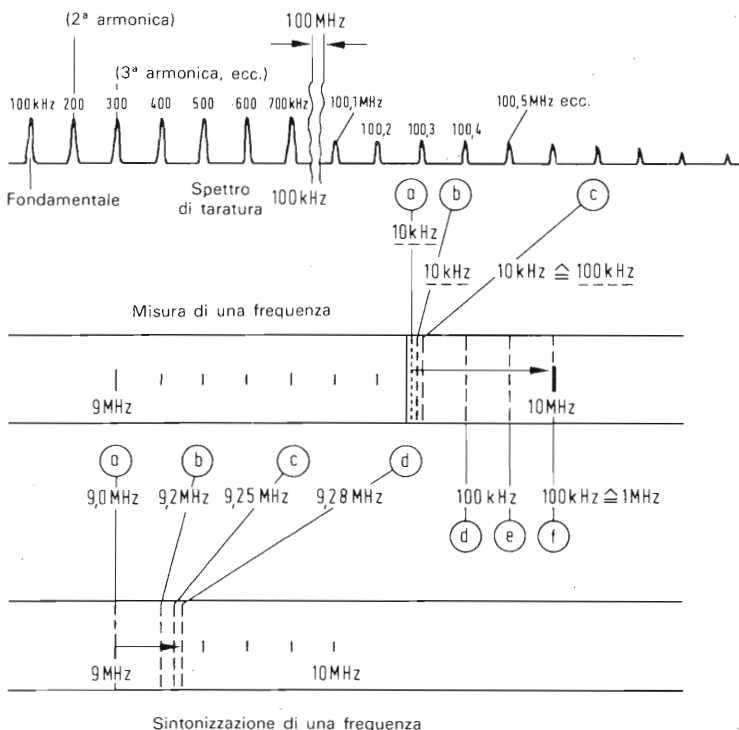 (2ª armonica)
100MHz
(3ª armonica, ecc.)
100kHz 200 300 400 500 600 700kHz 100,1MHz 100,2 100,3 100,4 100,5MHz ecc.
Fondamentale
Spettro
di taratura
100kHz
a b c
10kHz
10kHz
10kHz ≙ 100kHz
Misura di una frequenza
9MHz
10MHz
a b c d
9,0MHz 9,2MHz 9,25MHz 9,28MHz
100kHz 100kHz≙1MHz
d e f
9MHz
10MHz
Sintonizzazione di una frequenza